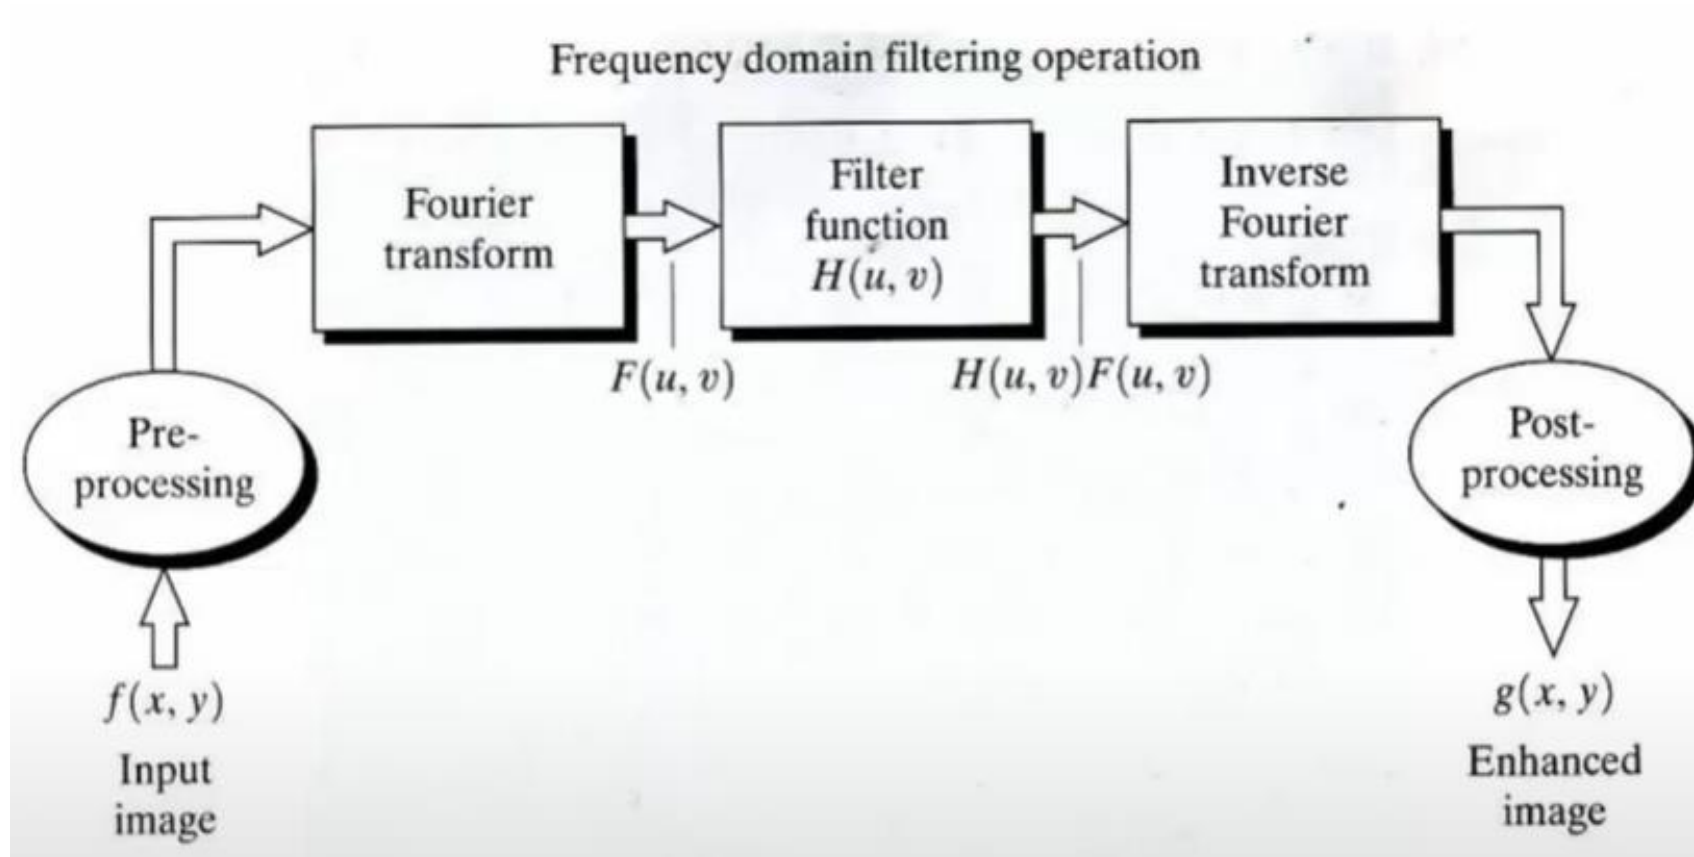 Frequency domain filtering operation
Fourier
transform
Filter
function
H(u, v)
Inverse
Fourier
transform
F(u, v)
H(u, v)F(u, v)
Pre-
processing
Post-
processing
f(x, y)
Input
image
g(x, y)
Enhanced
image